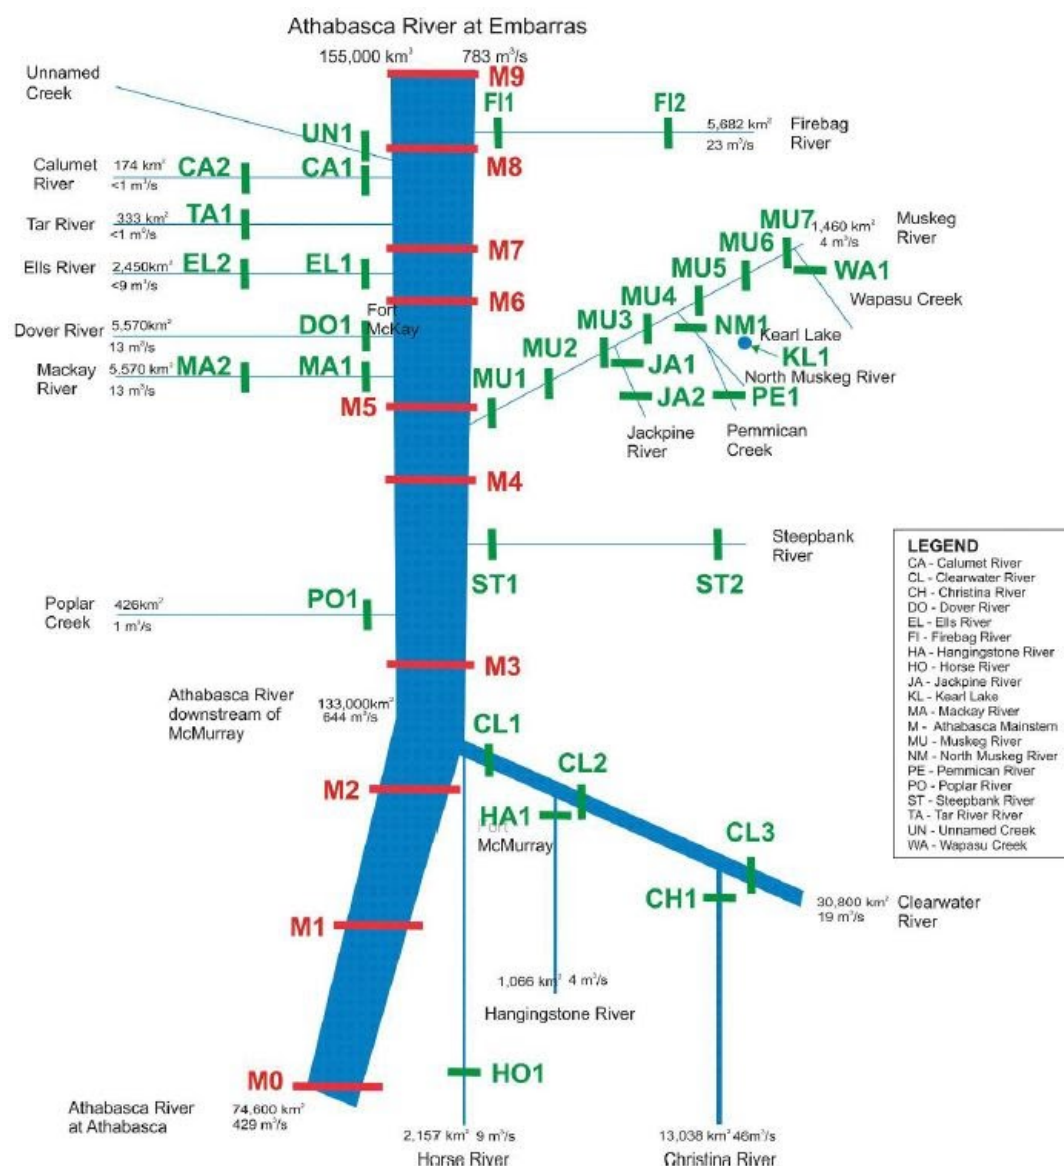 Athabasca River at Embarras
155,000 km³ 783 m³/s
M9
Unnamed
Creek
UN1
FI1
FI2
5,682 km²
23 m³/s
Firebag
River
M8
Calumet
River
174 km²
<1 m³/s
CA2
CA1
Tar River
333 km²
<1 m³/s
TA1
M7
Ells River
2,450km²
<9 m³/s
EL2
EL1
M6
Fort
McKay
Dover River
5,570km²
13 m³/s
DO1
Mackay
River
5,570 km²
13 m³/s
MA2
MA1
M5
MU1
MU2
MU3
MU4
MU5
MU6
MU7
1,460 km²
4 m³/s
Muskeg
River
WA1
Wapasu Creek
NM1
Kearl Lake
KL1
North Muskeg River
JA1
JA2
PE1
Jackpine
River
Pemmican
Creek
M4
ST1
ST2
Steepbank
River
Poplar
Creek
426km²
1 m³/s
PO1
M3
Athabasca River
downstream of
McMurray
133,000km²
644 m³/s
CL1
CL2
CL3
M2
HA1
Fort
McMurray
CH1
30,800 km²
19 m³/s
Clearwater
River
M1
1,066 km² 4 m³/s
Hangingstone River
M0
HO1
Athabasca River
at Athabasca
74,600 km²
429 m³/s
2,157 km² 9 m³/s
Horse River
13,038 km² 46m³/s
Christina River
LEGEND
CA - Calumet River
CL - Clearwater River
CH - Christina River
DO - Dover River
EL - Ells River
FI - Firebag River
HA - Hangingstone River
HO - Horse River
JA - Jackpine River
KL - Kearl Lake
MA - Mackay River
M - Athabasca Mainstem
MU - Muskeg River
NM - North Muskeg River
PE - Pemmican River
PO - Poplar River
ST - Steepbank River
TA - Tar River River
UN - Unnamed Creek
WA - Wapasu Creek